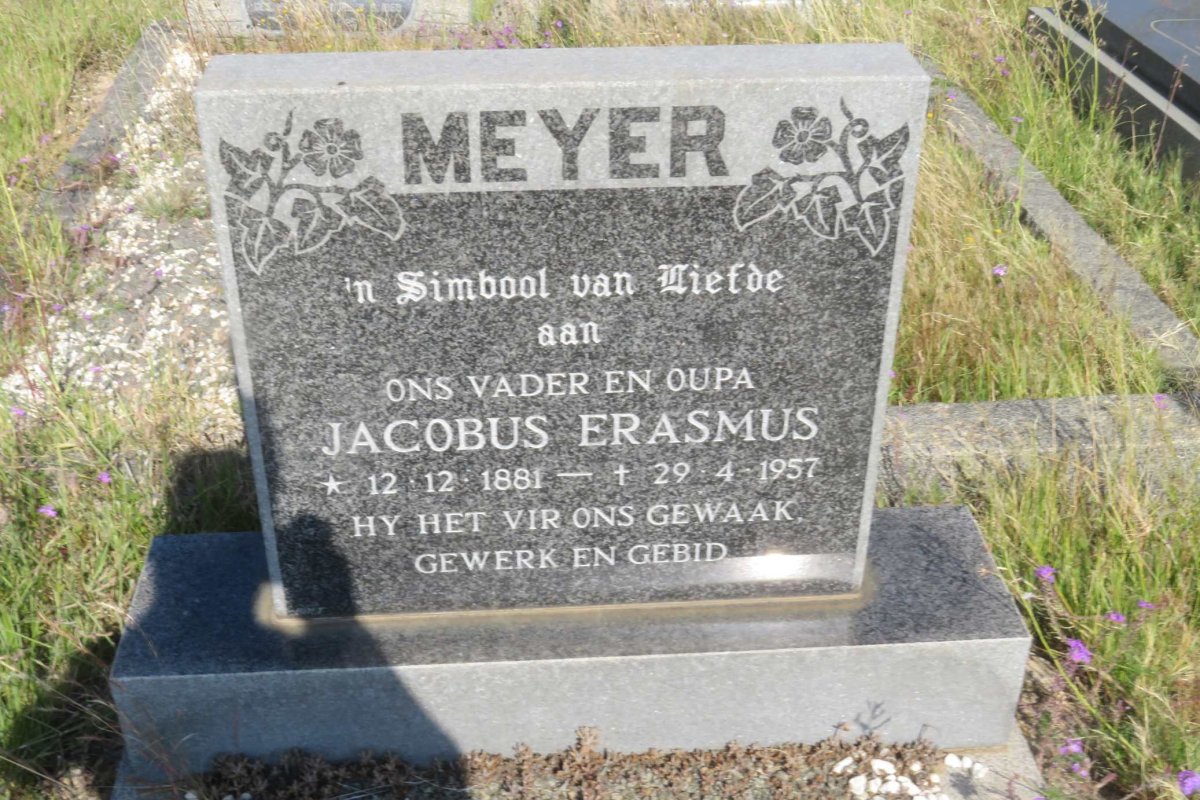 MEYER
'n Simbool van Liefde
aan
ONS VADER EN OUPA
JACOBUS ERASMUS
★ 12·12·1881 — † 29·4-1957
HY HET VIR ONS GEWAAK,
GEWERK EN GEBID